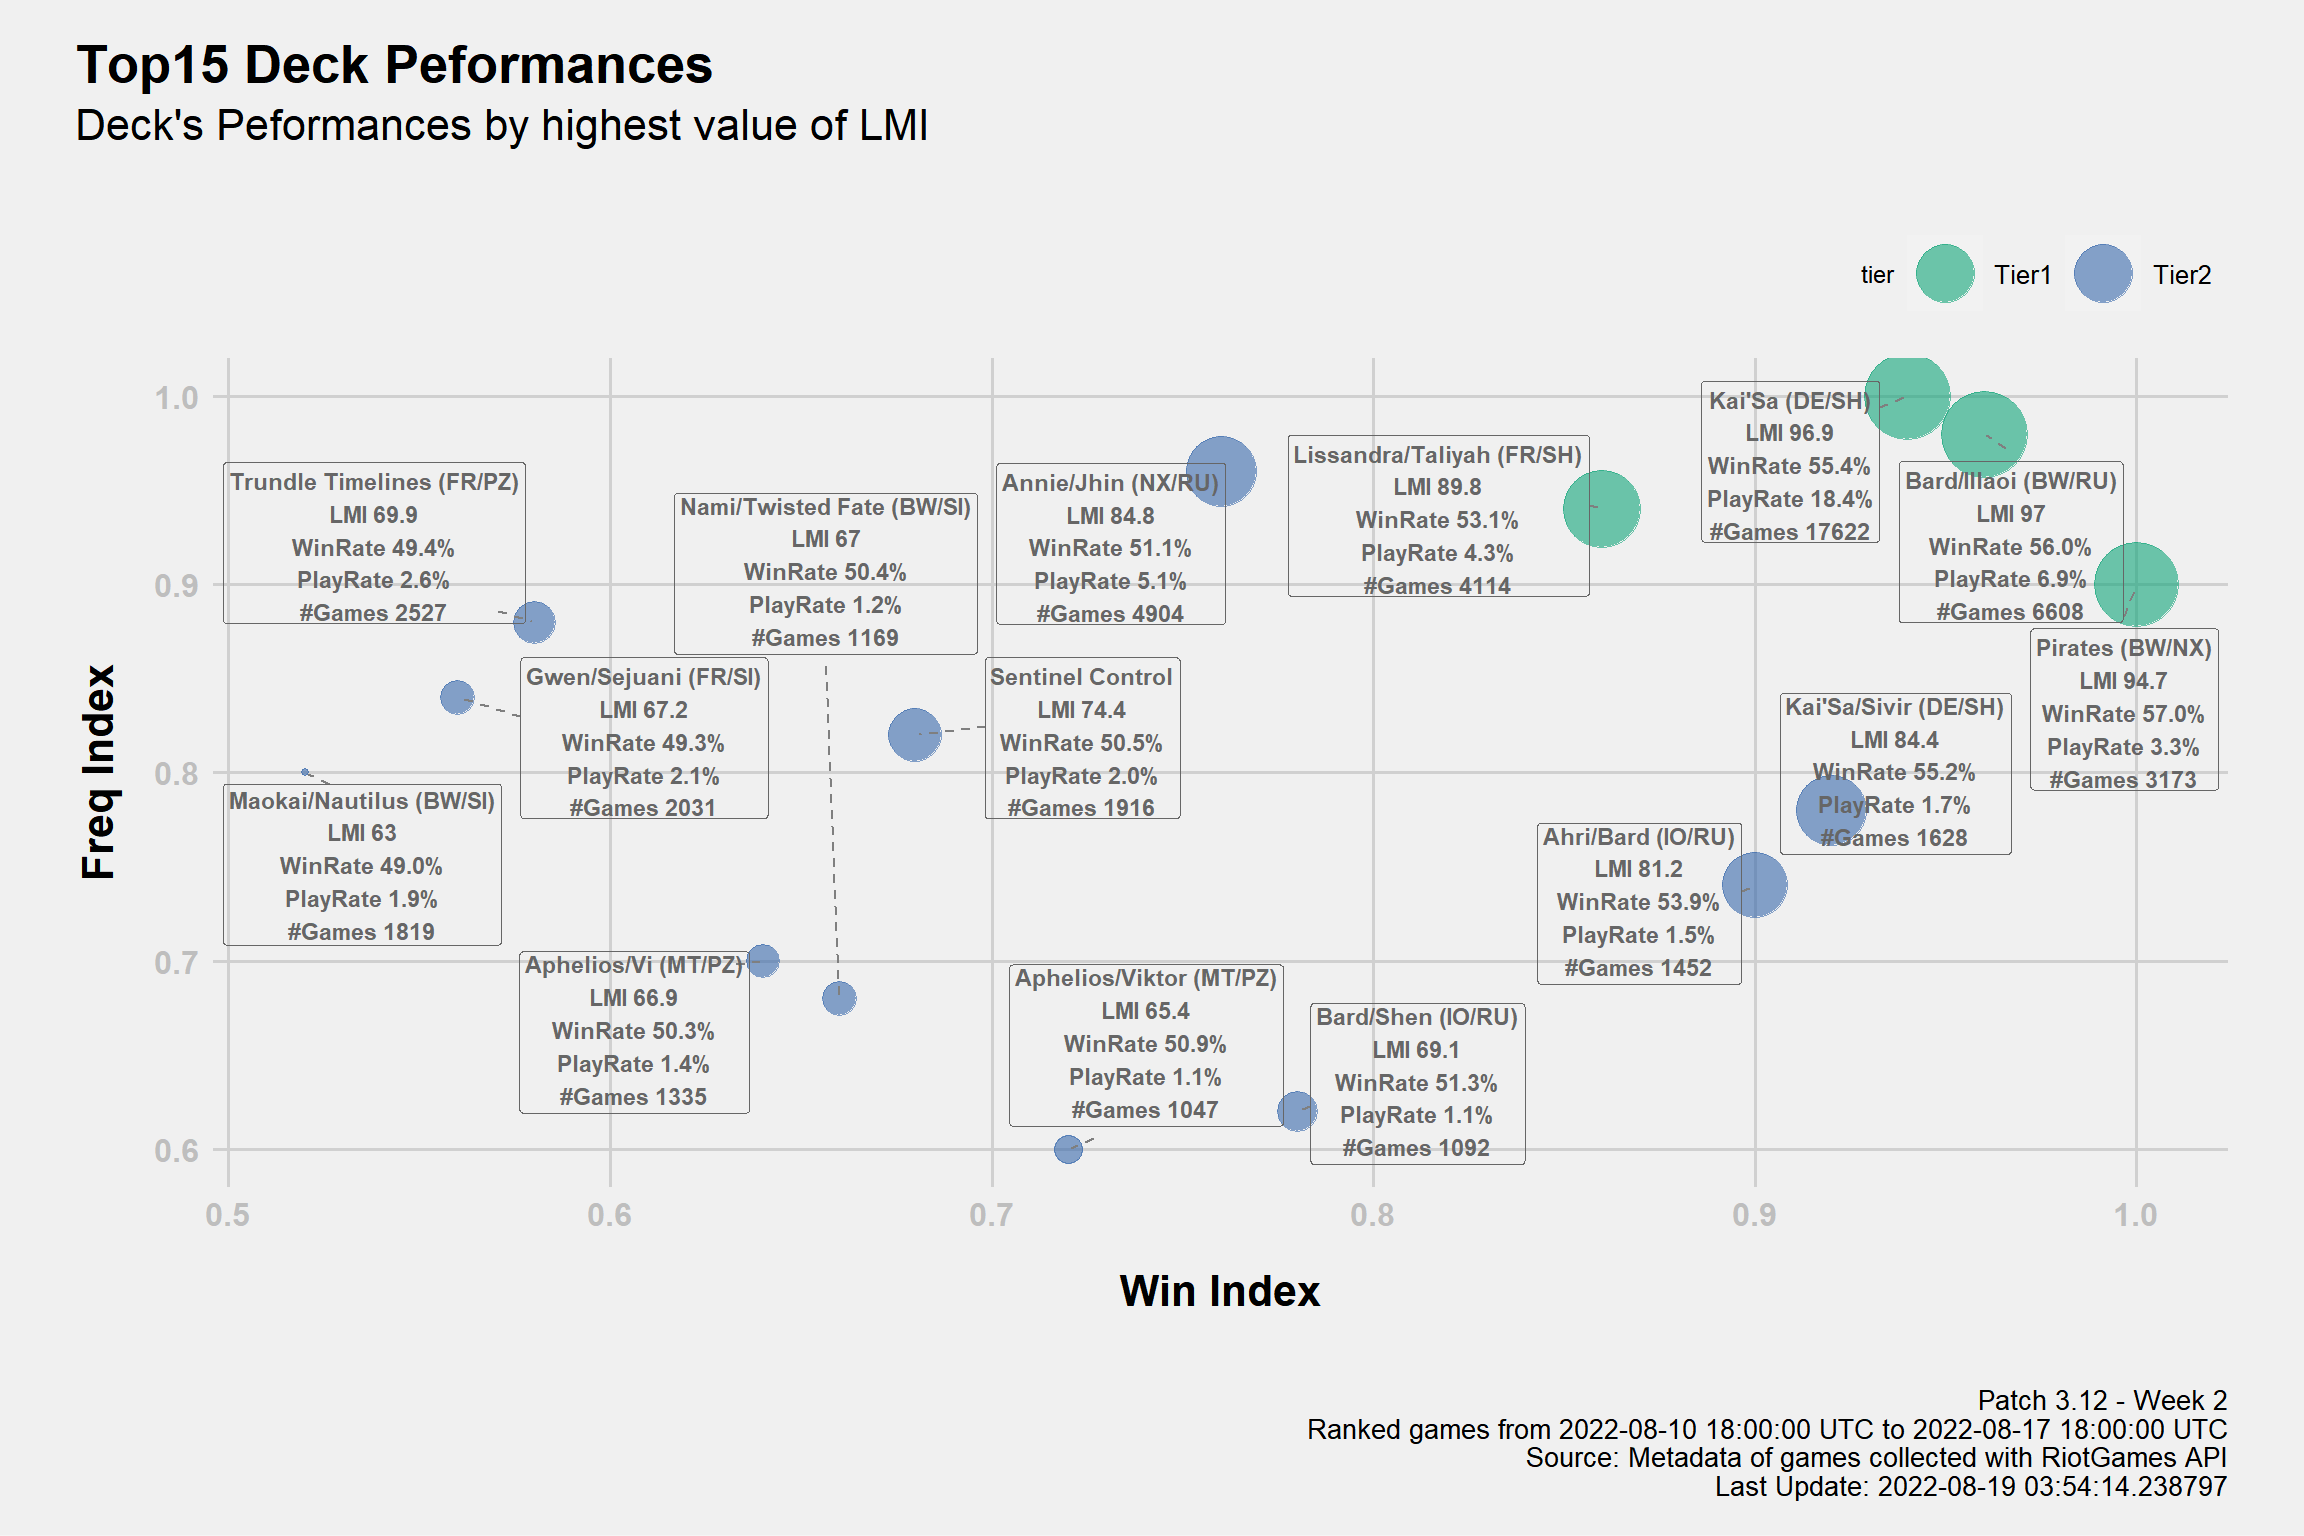 Top15 Deck Peformances
Deck's Peformances by highest value of LMI
tier Tier1 Tier2
Freq Index
1.0
0.9
0.8
0.7
0.6
Trundle Timelines (FR/PZ)
LMI 69.9
WinRate 49.4%
PlayRate 2.6%
#Games 2527
Nami/Twisted Fate (BW/SI)
LMI 67
WinRate 50.4%
PlayRate 1.2%
#Games 1169
Annie/Jhin (NX/RU)
LMI 84.8
WinRate 51.1%
PlayRate 5.1%
#Games 4904
Lissandra/Taliyah (FR/SH)
LMI 89.8
WinRate 53.1%
PlayRate 4.3%
#Games 4114
Kai'Sa (DE/SH)
LMI 96.9
WinRate 55.4%
PlayRate 18.4%
#Games 17622
Bard/Illaoi (BW/RU)
LMI 97
WinRate 56.0%
PlayRate 6.9%
#Games 6608
Pirates (BW/NX)
LMI 94.7
WinRate 57.0%
PlayRate 3.3%
#Games 3173
Gwen/Sejuani (FR/SI)
LMI 67.2
WinRate 49.3%
PlayRate 2.1%
#Games 2031
Sentinel Control
LMI 74.4
WinRate 50.5%
PlayRate 2.0%
#Games 1916
Kai'Sa/Sivir (DE/SH)
LMI 84.4
WinRate 55.2%
PlayRate 1.7%
#Games 1628
Maokai/Nautilus (BW/SI)
LMI 63
WinRate 49.0%
PlayRate 1.9%
#Games 1819
Ahri/Bard (IO/RU)
LMI 81.2
WinRate 53.9%
PlayRate 1.5%
#Games 1452
Aphelios/Vi (MT/PZ)
LMI 66.9
WinRate 50.3%
PlayRate 1.4%
#Games 1335
Aphelios/Viktor (MT/PZ)
LMI 65.4
WinRate 50.9%
PlayRate 1.1%
#Games 1047
Bard/Shen (IO/RU)
LMI 69.1
WinRate 51.3%
PlayRate 1.1%
#Games 1092
0.5 0.6 0.7 0.8 0.9 1.0
Win Index
Patch 3.12 - Week 2
Ranked games from 2022-08-10 18:00:00 UTC to 2022-08-17 18:00:00 UTC
Source: Metadata of games collected with RiotGames API
Last Update: 2022-08-19 03:54:14.238797